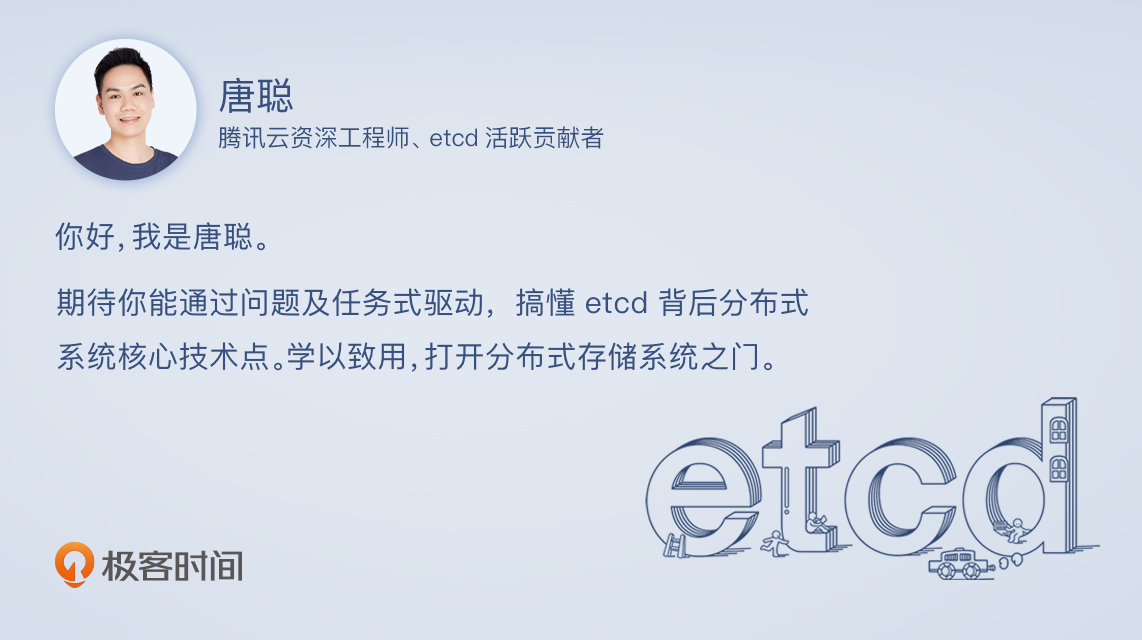 唐聪
腾讯云资深工程师、etcd 活跃贡献者
你好,我是唐聪。
期待你能通过问题及任务式驱动,搞懂 etcd 背后分布式
系统核心技术点。学以致用,打开分布式存储系统之门。
etcd
极客时间